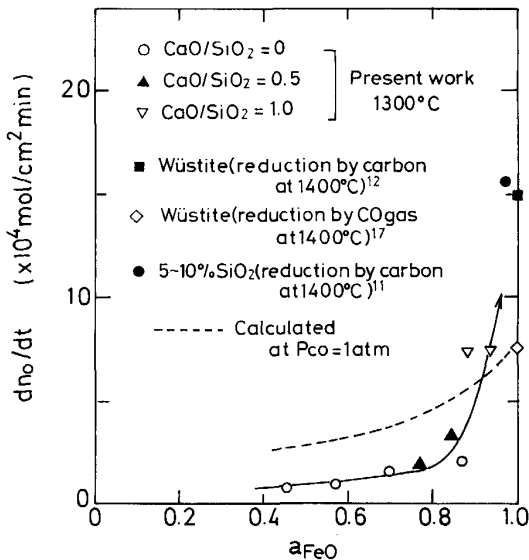 ○ CaO/SiO₂ = 0
▲ CaO/SiO₂ = 0.5
▽ CaO/SiO₂ = 1.0
Present work
1300°C
■ Wüstite(reduction by carbon
at 1400°C)¹²
◇ Wüstite(reduction by CO gas
at 1400°C)¹⁷
● 5~10%SiO₂(reduction by carbon
at 1400°C)¹¹
---- Calculated
at Pco=1atm
dn₀/dt (x10⁴mol/cm²min)
20
10
0
0 0.2 0.4 0.6 0.8 1.0
aFeO